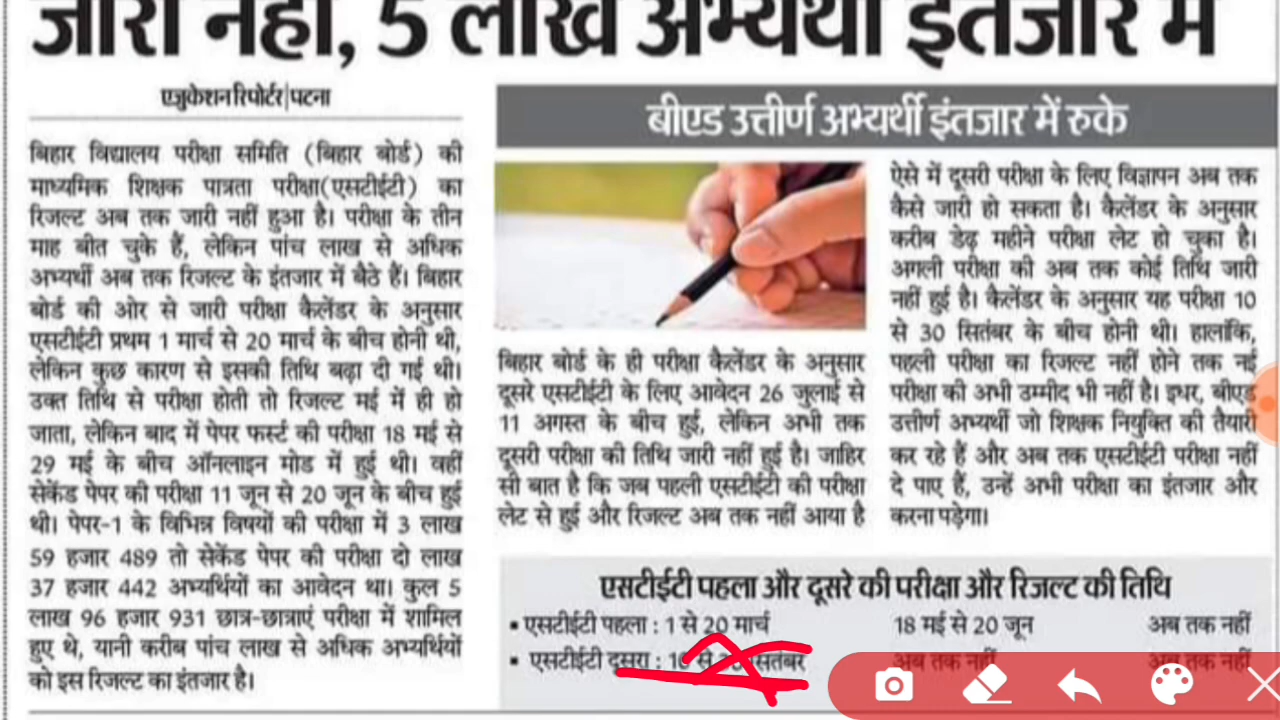 जारी नहीं, 5 लाख अभ्यर्थी इंतजार में
एजुकेशन रिपोर्टर|पटना
बिहार विद्यालय परीक्षा समिति (बिहार बोर्ड) की
माध्यमिक शिक्षक पात्रता परीक्षा(एसटीईटी) का
रिजल्ट अब तक जारी नहीं हुआ है। परीक्षा के तीन
माह बीत चुके हैं, लेकिन पांच लाख से अधिक
अभ्यर्थी अब तक रिजल्ट के इंतजार में बैठे हैं। बिहार
बोर्ड की ओर से जारी परीक्षा कैलेंडर के अनुसार
एसटीईटी प्रथम 1 मार्च से 20 मार्च के बीच होनी थी,
लेकिन कुछ कारण से इसकी तिथि बढ़ा दी गई थी।
उक्त तिथि से परीक्षा होती तो रिजल्ट मई में ही हो
जाता, लेकिन बाद में पेपर फर्स्ट की परीक्षा 18 मई से
29 मई के बीच ऑनलाइन मोड में हुई थी। वहीं
सेकेंड पेपर की परीक्षा 11 जून से 20 जून के बीच हुई
थी। पेपर-1 के विभिन्न विषयों की परीक्षा में 3 लाख
59 हजार 489 तो सेकेंड पेपर की परीक्षा दो लाख
37 हजार 442 अभ्यर्थियों का आवेदन था। कुल 5
लाख 96 हजार 931 छात्र-छात्राएं परीक्षा में शामिल
हुए थे, यानी करीब पांच लाख से अधिक अभ्यर्थियों
को इस रिजल्ट का इंतजार है।
बीएड उत्तीर्ण अभ्यर्थी इंतजार में रुके
बिहार बोर्ड के ही परीक्षा कैलेंडर के अनुसार
दूसरे एसटीईटी के लिए आवेदन 26 जुलाई से
11 अगस्त के बीच हुई, लेकिन अभी तक
दूसरी परीक्षा की तिथि जारी नहीं हुई है। जाहिर
सी बात है कि जब पहली एसटीईटी की परीक्षा
लेट से हुई और रिजल्ट अब तक नहीं आया है
ऐसे में दूसरी परीक्षा के लिए विज्ञापन अब तक
कैसे जारी हो सकता है। कैलेंडर के अनुसार
करीब डेढ़ महीने परीक्षा लेट हो चुका है।
अगली परीक्षा की अब तक कोई तिथि जारी
नहीं हुई है। कैलेंडर के अनुसार यह परीक्षा 10
से 30 सितंबर के बीच होनी थी। हालांकि,
पहली परीक्षा का रिजल्ट नहीं होने तक नई
परीक्षा की अभी उम्मीद भी नहीं है। इधर, बीएड
उत्तीर्ण अभ्यर्थी जो शिक्षक नियुक्ति की तैयारी
कर रहे हैं और अब तक एसटीईटी परीक्षा नहीं
दे पाए हैं, उन्हें अभी परीक्षा का इंतजार और
करना पड़ेगा।
एसटीईटी पहला और दूसरे की परीक्षा और रिजल्ट की तिथि
• एसटीईटी पहला : 1 से 20 मार्च 18 मई से 20 जून अब तक नहीं
• एसटीईटी दूसरा : 10 से सितंबर अब तक नहीं अब तक नहीं